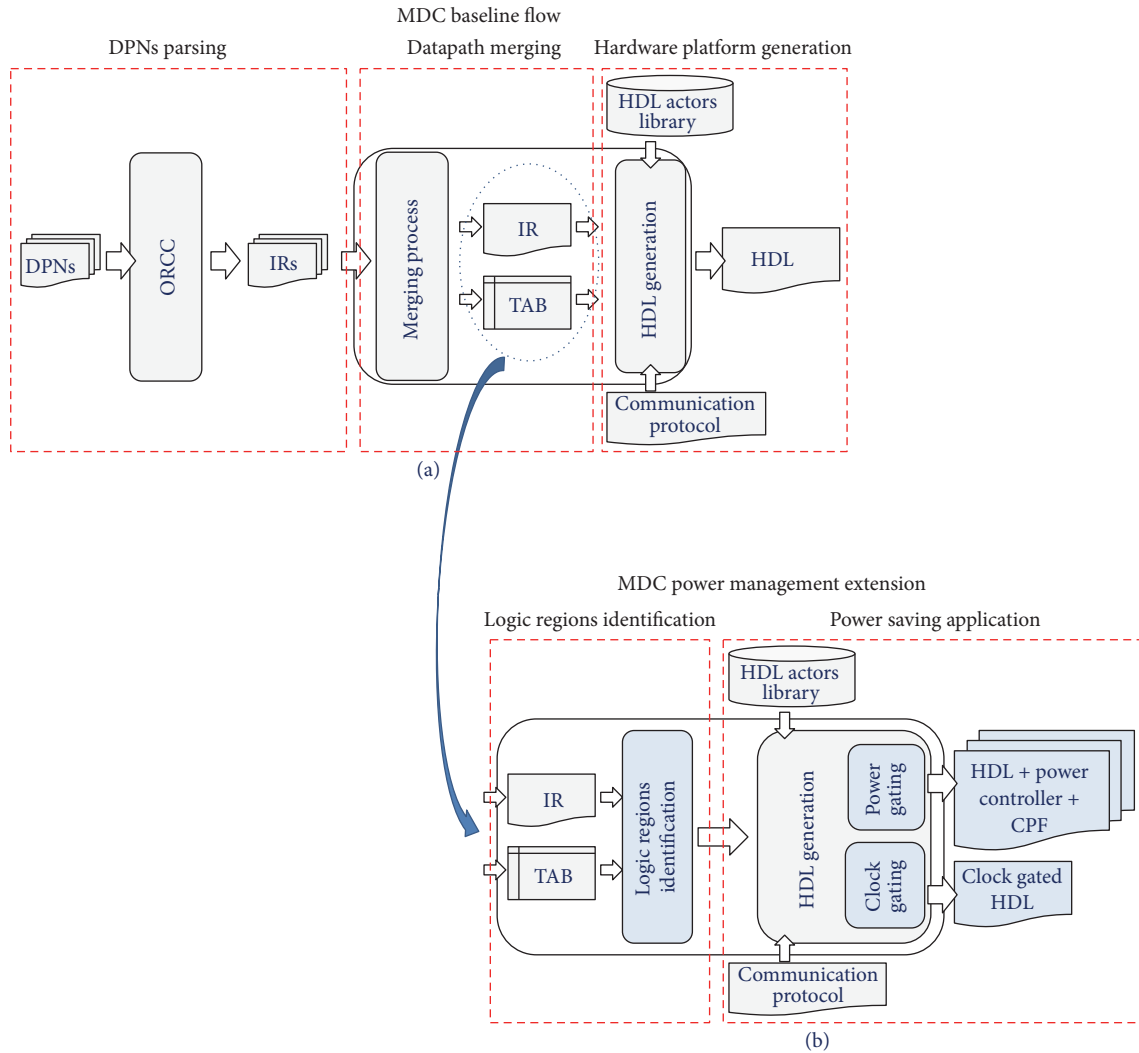 MDC baseline flow
DPNs parsing
Datapath merging
Hardware platform generation
HDL actors
library
DPNs
ORCC
IRs
Merging process
IR
TAB
HDL generation
HDL
Communication
protocol
(a)
MDC power management extension
Logic regions identification
Power saving application
HDL actors
library
IR
TAB
Logic regions
identification
HDL generation
Power
gating
Clock
gating
HDL + power
controller +
CPF
Clock gated
HDL
Communication
protocol
(b)